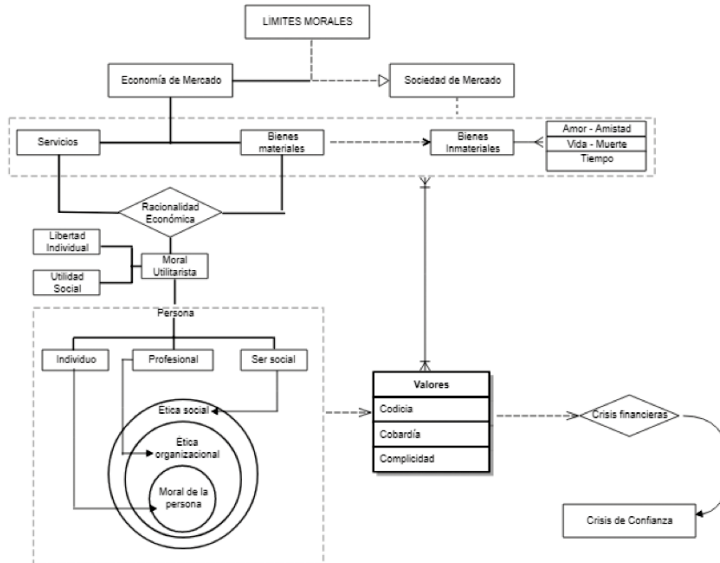 LÍMITES MORALES
Economía de Mercado
Sociedad de Mercado
Servicios
Bienes
materiales
Bienes
Inmateriales
Amor - Amistad
Vida - Muerte
Tiempo
Racionalidad
Económica
Libertad
Individual
Moral
Utilitarista
Utilidad
Social
Persona
Individuo
Profesional
Ser social
Etica social
Ética
organizacional
Moral de la
persona
Valores
Codicia
Cobardía
Complicidad
Crisis financieras
Crisis de Confianza